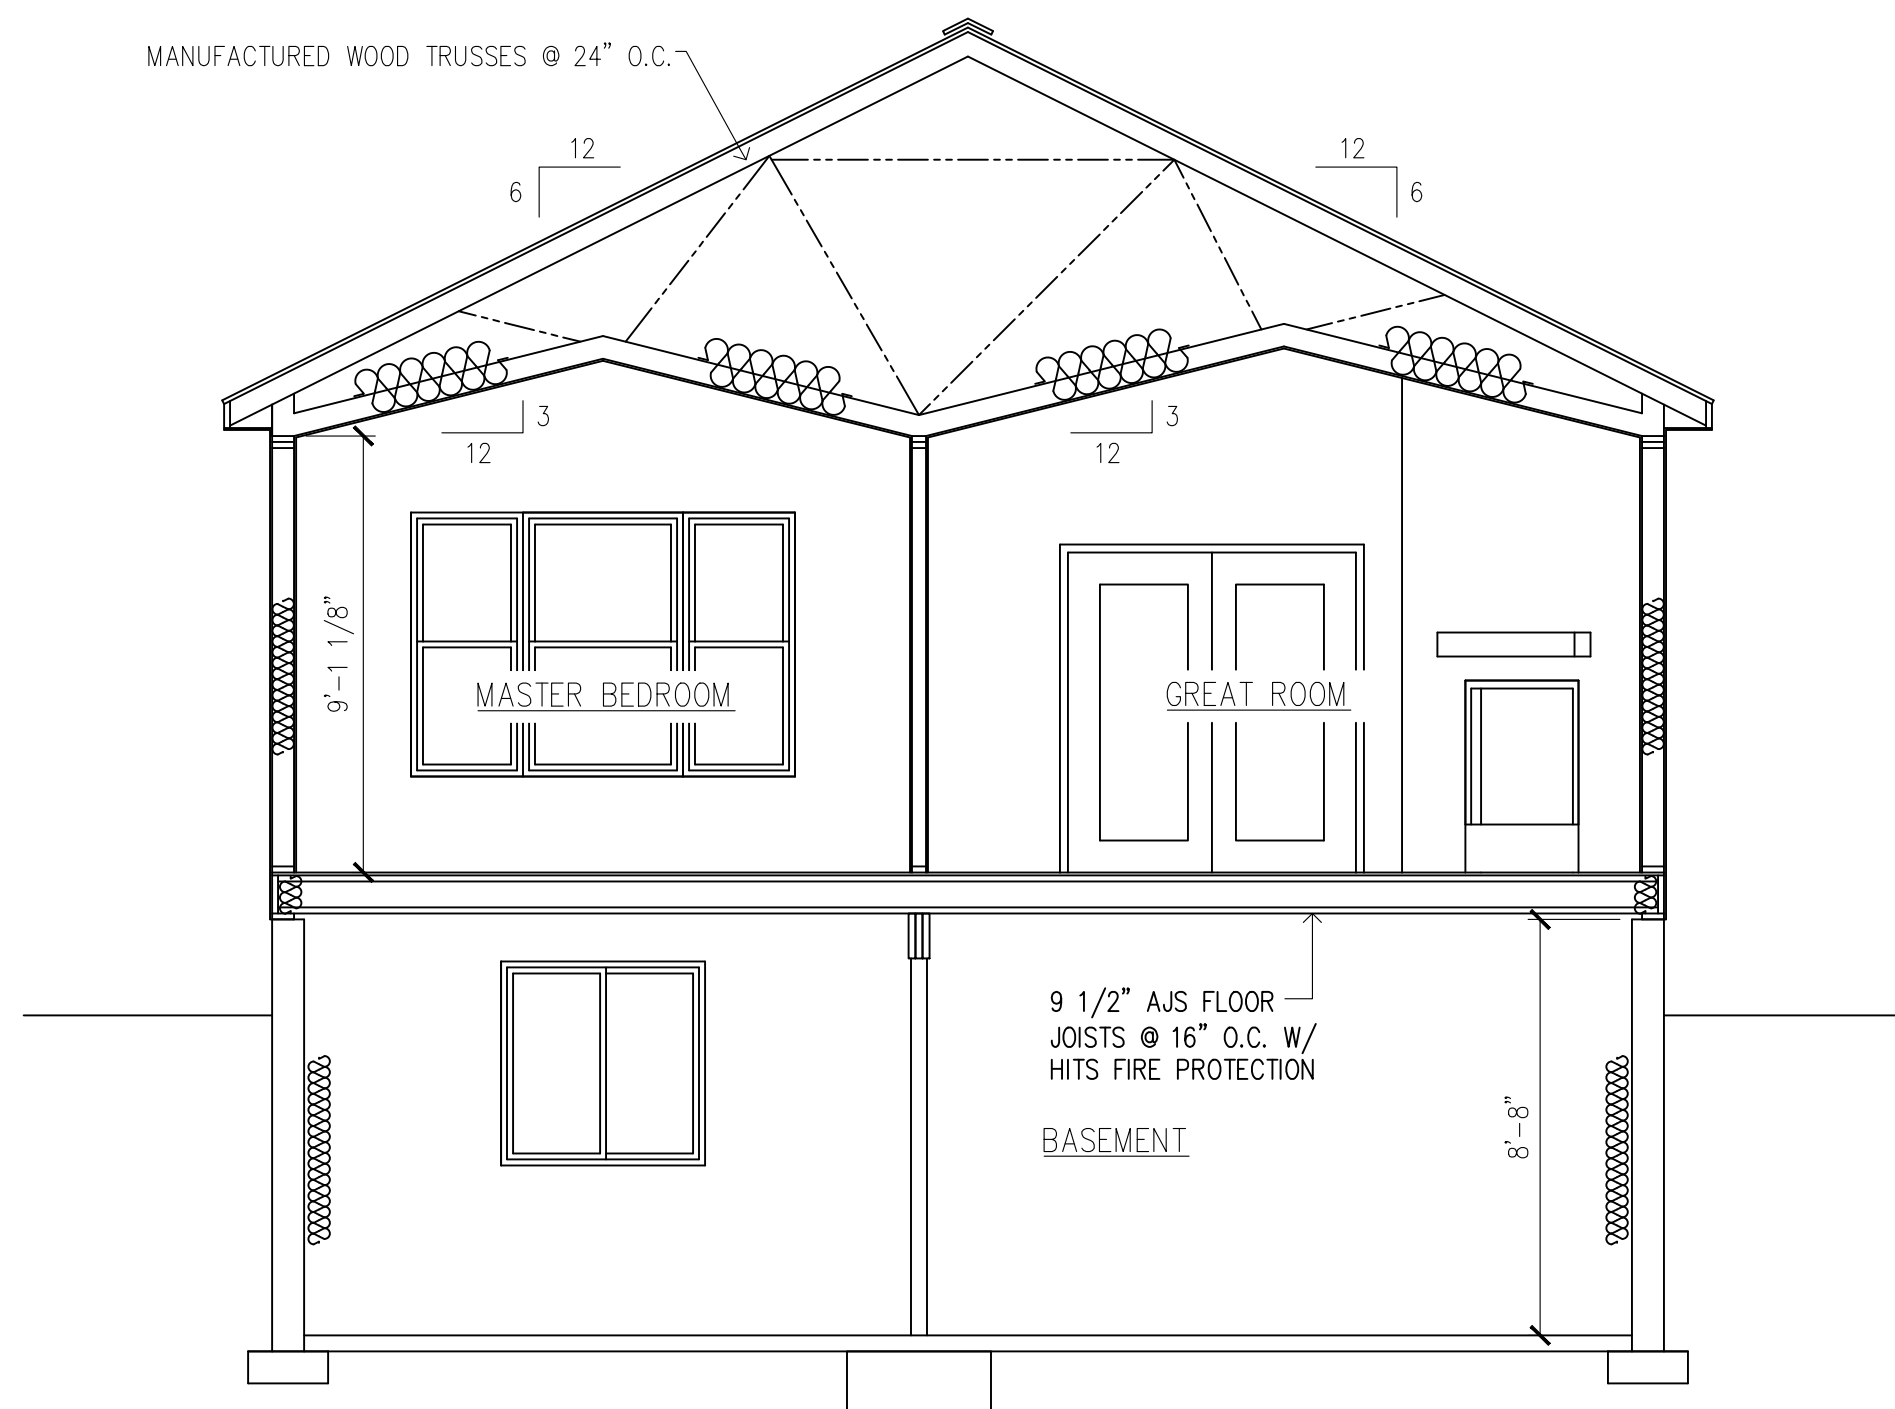 MANUFACTURED WOOD TRUSSES @ 24" O.C.
12
6
12
6
3
12
3
12
9'-1 1/8"
MASTER BEDROOM
GREAT ROOM
9 1/2" AJS FLOOR
JOISTS @ 16" O.C. W/
HITS FIRE PROTECTION
BASEMENT
8'-8"